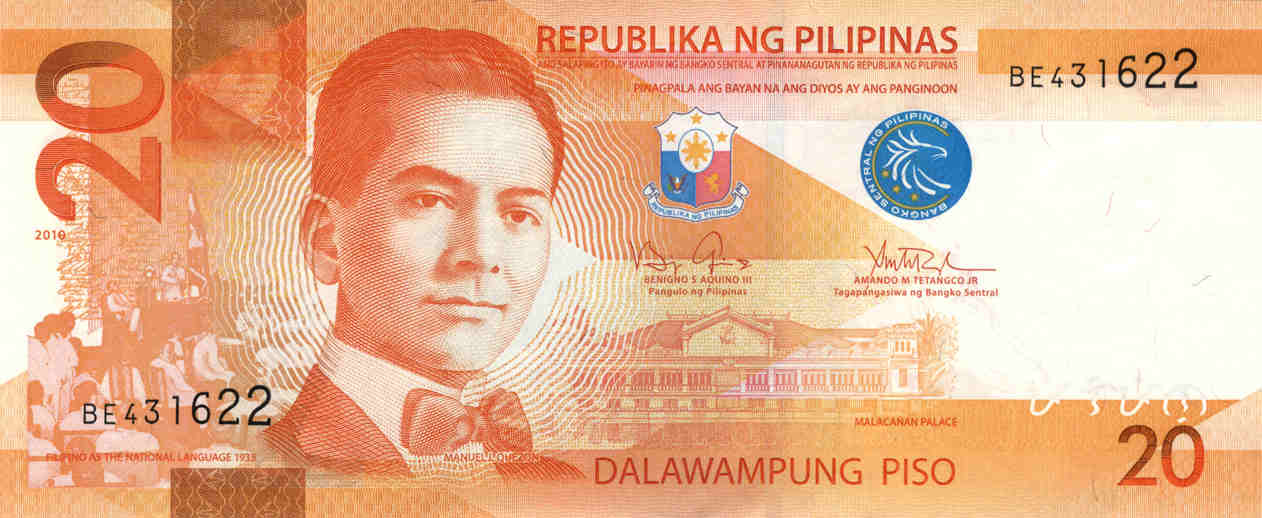 20
REPUBLIKA NG PILIPINAS
ANG SALAPING ITO AY BAYARIN NG BANGKO SENTRAL AT PINANANAGUTAN NG REPUBLIKA NG PILIPINAS
PINAGPALA ANG BAYAN NA ANG DIYOS AY ANG PANGINOON
BE431622
REPUBLIKA NG PILIPINAS
BANGKO SENTRAL NG PILIPINAS
2010
BENIGNO S AQUINO III
Pangulo ng Pilipinas
AMANDO M TETANGCO JR
Tagapangasiwa ng Bangko Sentral
BE431622
MALACAÑAN PALACE
FILIPINO AS THE NATIONAL LANGUAGE 1935
MANUEL L. QUEZON
DALAWAMPUNG PISO
20